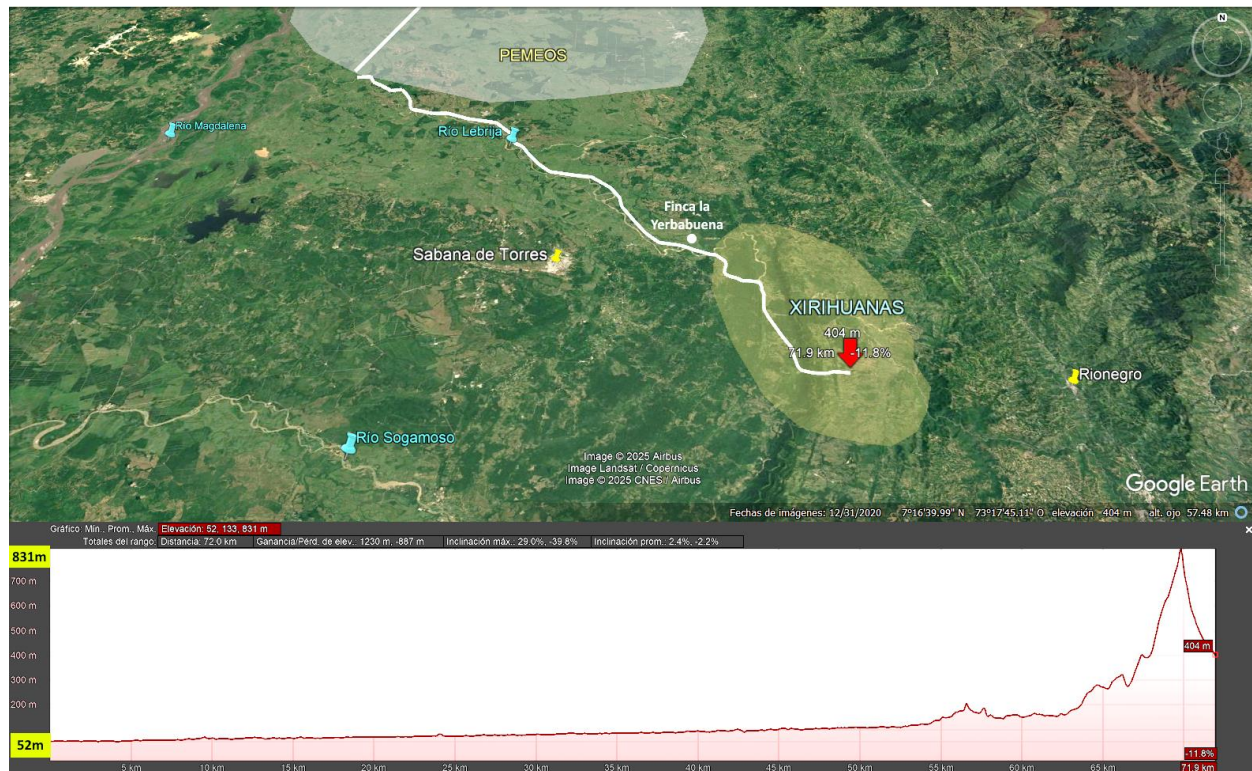 N
PEMEOS
Río Magdalena
Río Lebrija
Finca la
Yerbabuena
Sabana de Torres
XIRIHUANAS
404 m
71.9 km -11.8%
Rionegro
Río Sogamoso
Image © 2025 Airbus
Image Landsat / Copernicus
Image © 2025 CNES / Airbus
Google Earth
Fechas de imágenes: 12/31/2020 7°16'39.99" N 73°17'45.11" O elevación 404 m alt. ojo 57.48 km
Gráfico: Mín., Prom., Máx. Elevación: 52, 133, 831 m
Totales del rango: Distancia: 72.0 km Ganancia/Pérd. de elev.: 1230 m, -887 m Inclinación máx.: 29.0%, -39.8% Inclinación prom.: 2.4%, -2.2%
831m
700 m
600 m
500 m
400 m
404 m
300 m
200 m
52m
-11.8%
5 km 10 km 15 km 20 km 25 km 30 km 35 km 40 km 45 km 50 km 55 km 60 km 65 km 71.9 km